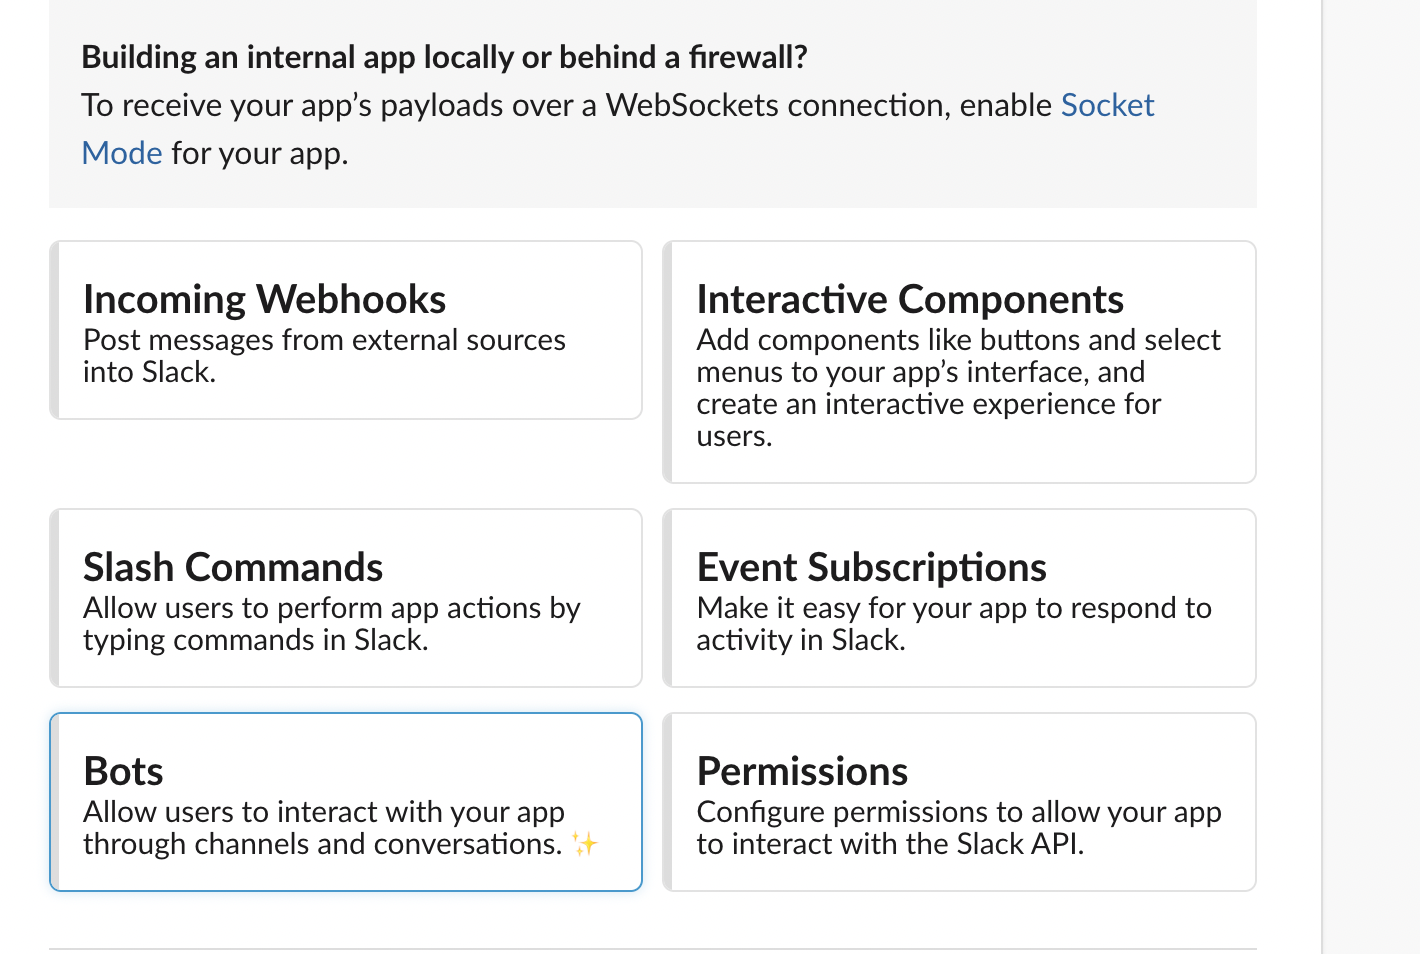 Building an internal app locally or behind a firewall?
To receive your app’s payloads over a WebSockets connection, enable Socket
Mode for your app.
Incoming Webhooks
Post messages from external sources
into Slack.
Interactive Components
Add components like buttons and select
menus to your app’s interface, and
create an interactive experience for
users.
Slash Commands
Allow users to perform app actions by
typing commands in Slack.
Event Subscriptions
Make it easy for your app to respond to
activity in Slack.
Bots
Allow users to interact with your app
through channels and conversations. ✨
Permissions
Configure permissions to allow your app
to interact with the Slack API.